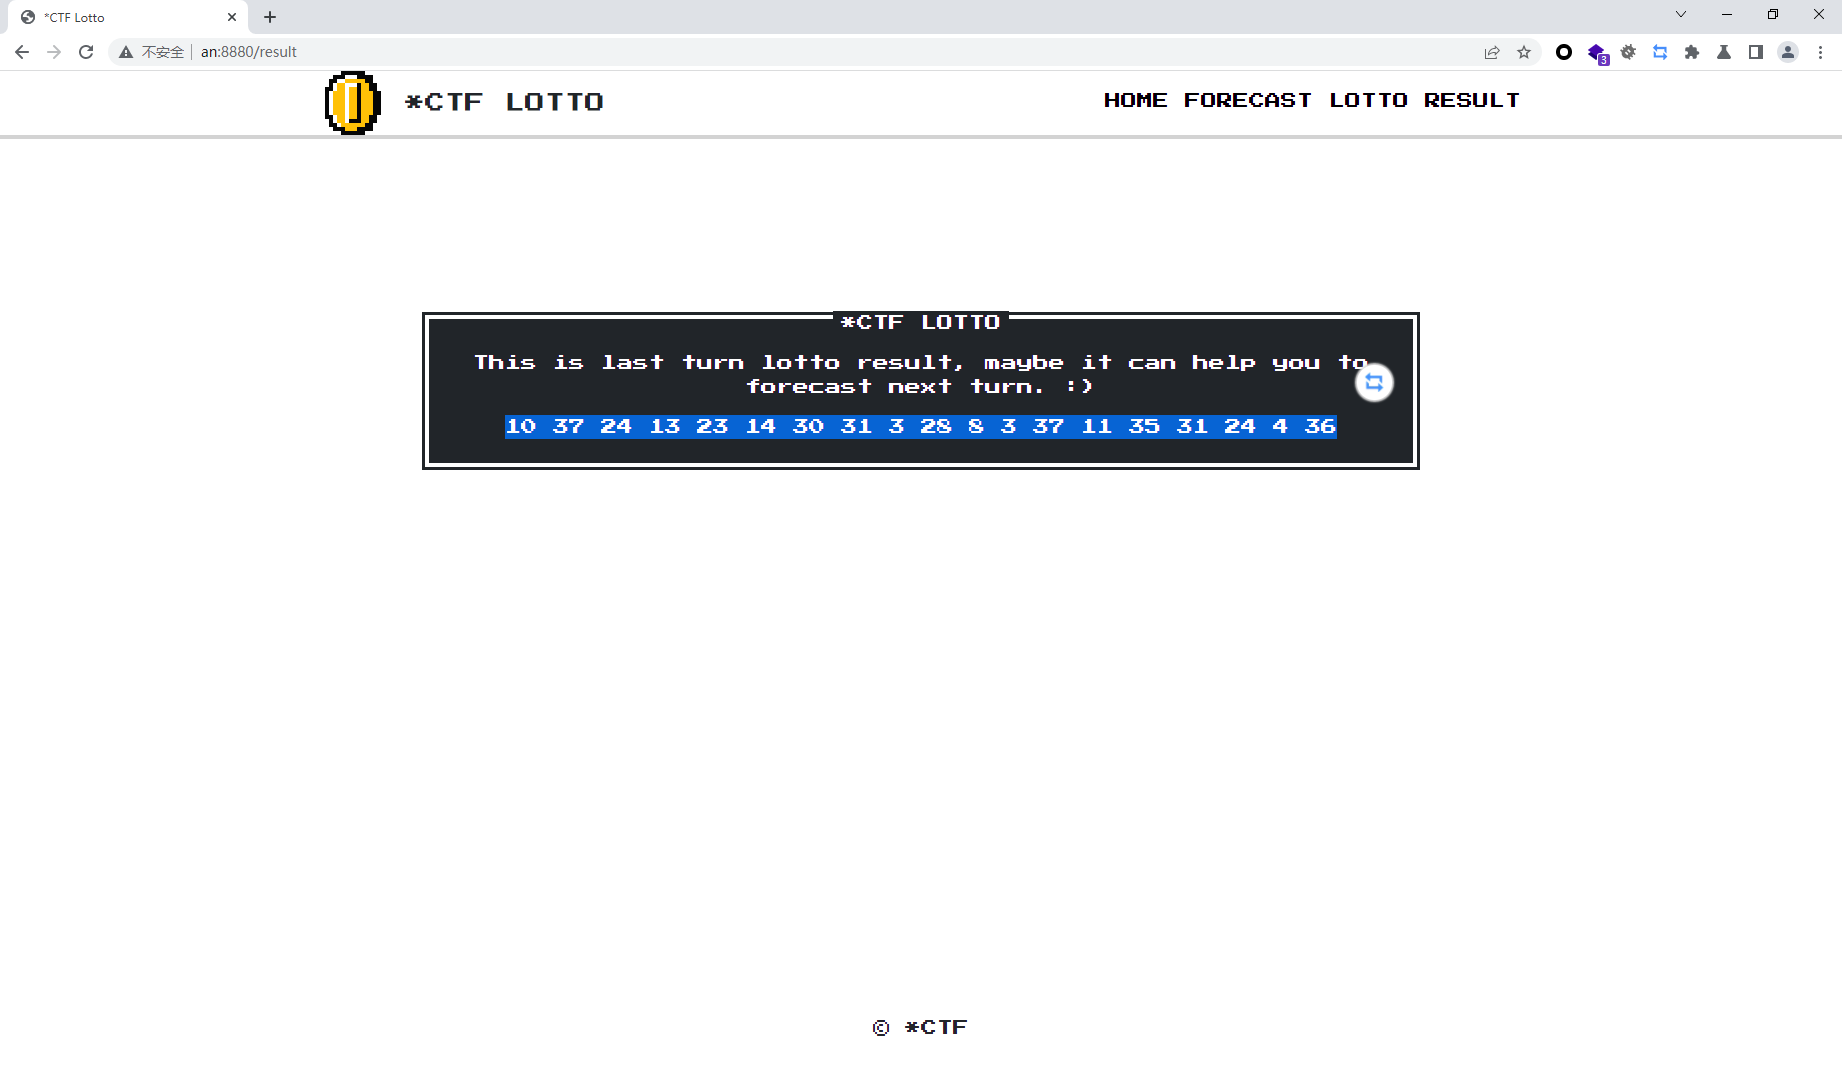 *CTF Lotto
不安全 an:8880/result
3
*CTF LOTTO
HOME FORECAST LOTTO RESULT
*CTF LOTTO
This is last turn lotto result, maybe it can help you to
forecast next turn. :)
10 37 24 13 23 14 30 31 3 28 8 3 37 11 35 31 24 4 36
© *CTF